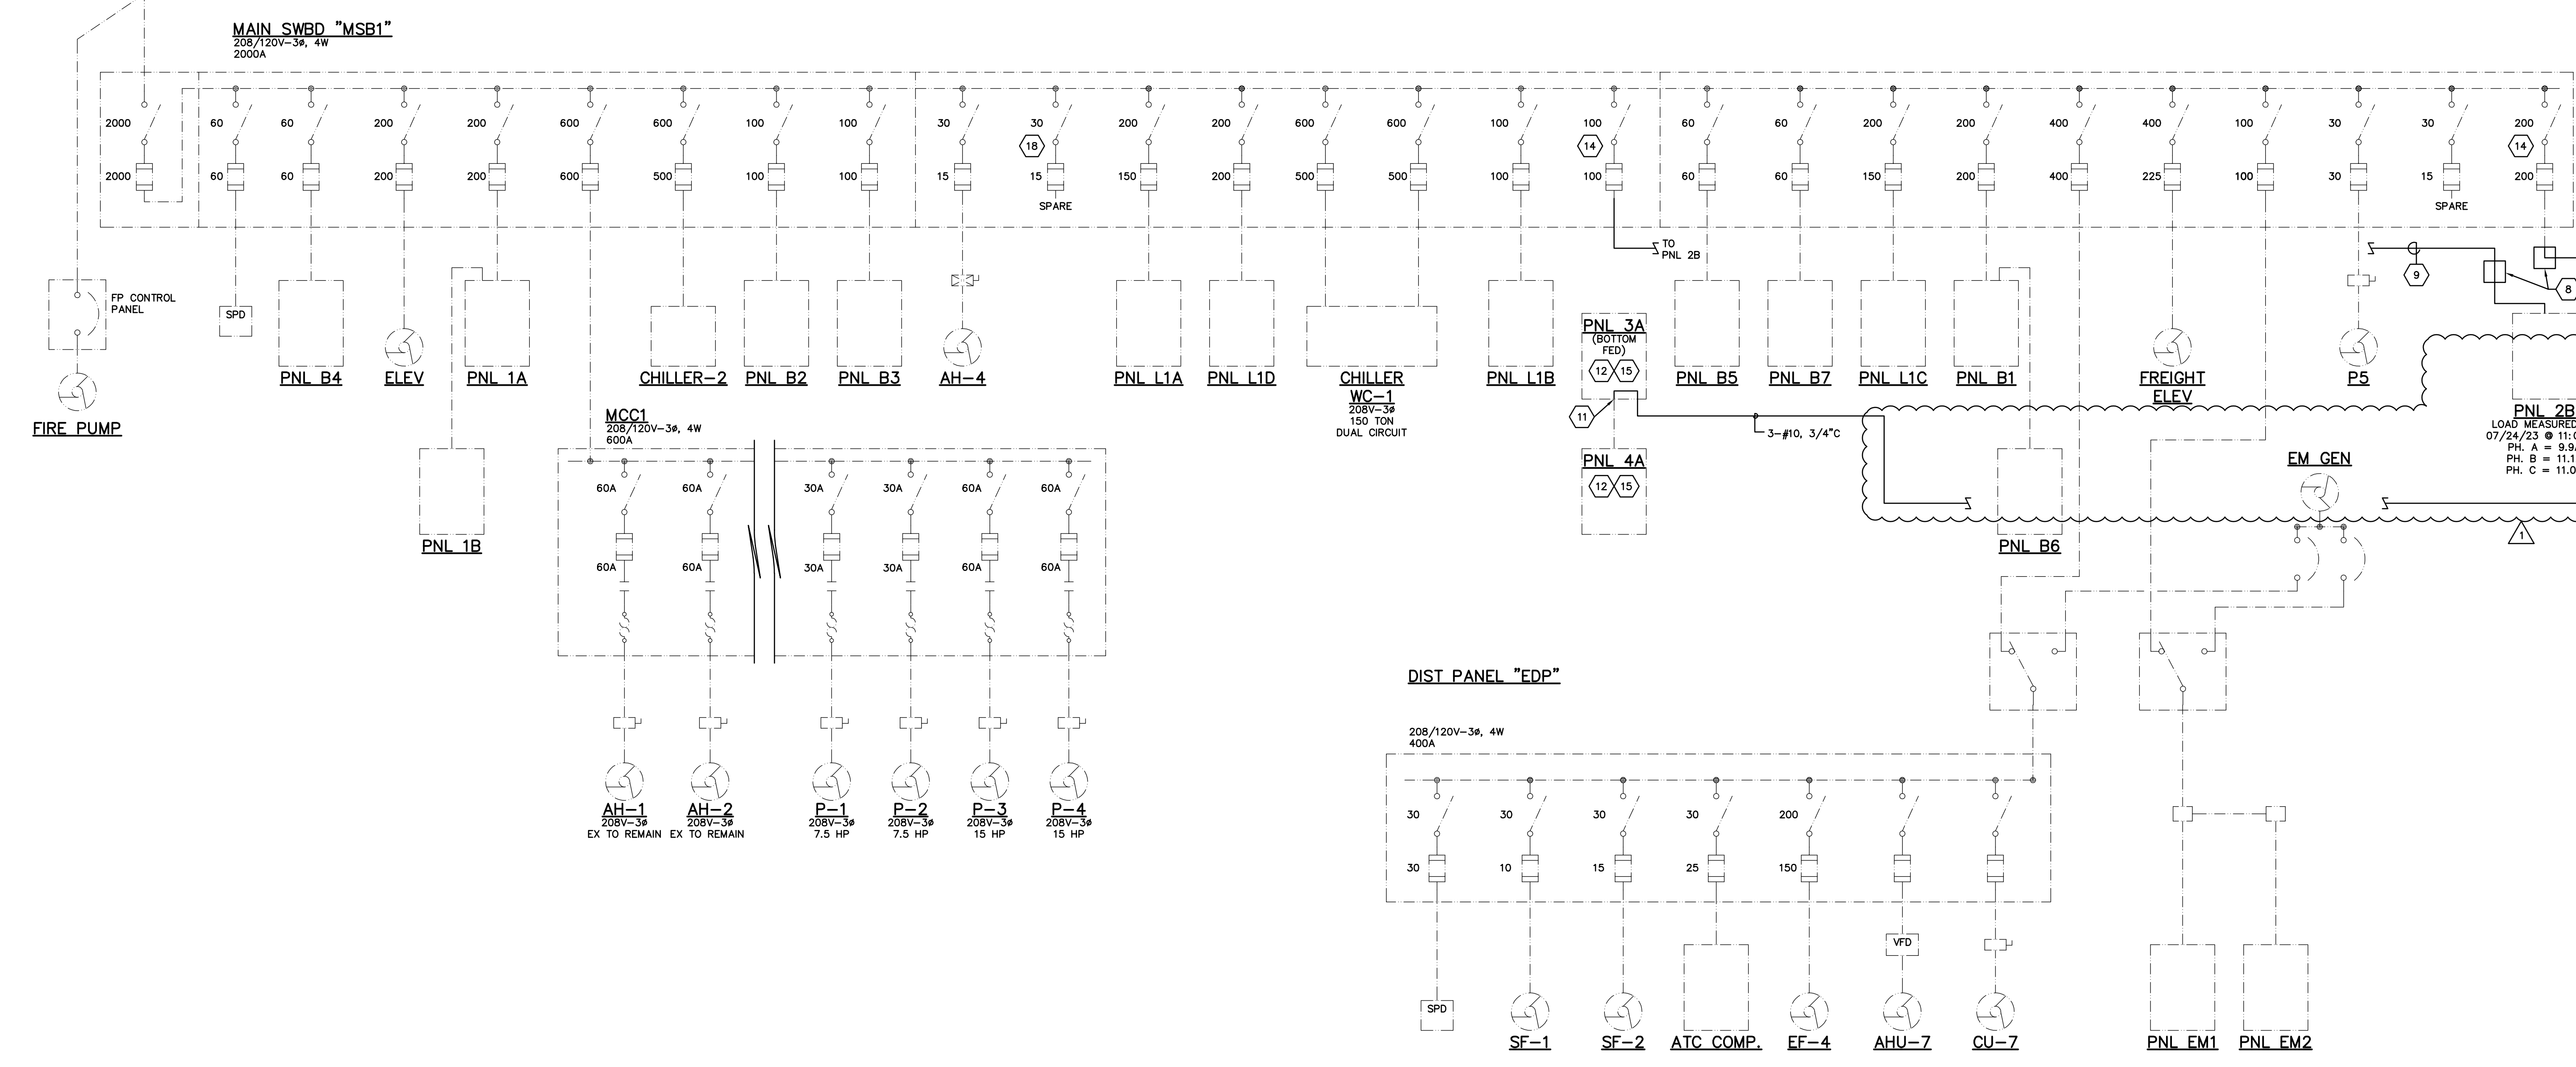 MAIN SWBD "MSB1"
208/120V-3ø, 4W
2000A
2000 60 60 200 200 600 600 100 100 30 30 200 200 600 600 100 100 60 60 200 200 400 400 100 30 30 200
18 14 14
2000 60 60 200 200 600 500 100 100 15 15 150 200 500 500 100 100 60 60 150 200 400 225 100 30 15 200
SPARE SPARE
TO
PNL 2B
9
8
FP CONTROL
PANEL
SPD
PNL 3A
(BOTTOM
FED)
12 15
PNL B4 ELEV PNL 1A CHILLER-2 PNL B2 PNL B3 AH-4 PNL L1A PNL L1D CHILLER PNL L1B PNL B5 PNL B7 PNL L1C PNL B1 FREIGHT P5
WC-1 ELEV
208V-3ø
150 TON
DUAL CIRCUIT
FIRE PUMP
11
3-#10, 3/4"C
PNL 2B
LOAD MEASURED
07/24/23 @
PH. A = 9.9
PH. B = 11.1
PH. C = 11.0
MCC1
208/120V-3ø, 4W
600A
PNL 4A
12 15
EM GEN
60A 60A 30A 30A 60A 60A
60A 60A 30A 30A 60A 60A
PNL 1B
PNL B6
1
AH-1 AH-2 P-1 P-2 P-3 P-4
208V-3ø 208V-3ø 208V-3ø 208V-3ø 208V-3ø 208V-3ø
EX TO REMAIN EX TO REMAIN 7.5 HP 7.5 HP 15 HP 15 HP
DIST PANEL "EDP"
208/120V-3ø, 4W
400A
30 30 30 30 200
30 10 15 25 150
VFD
SPD
SF-1 SF-2 ATC COMP. EF-4 AHU-7 CU-7 PNL EM1 PNL EM2